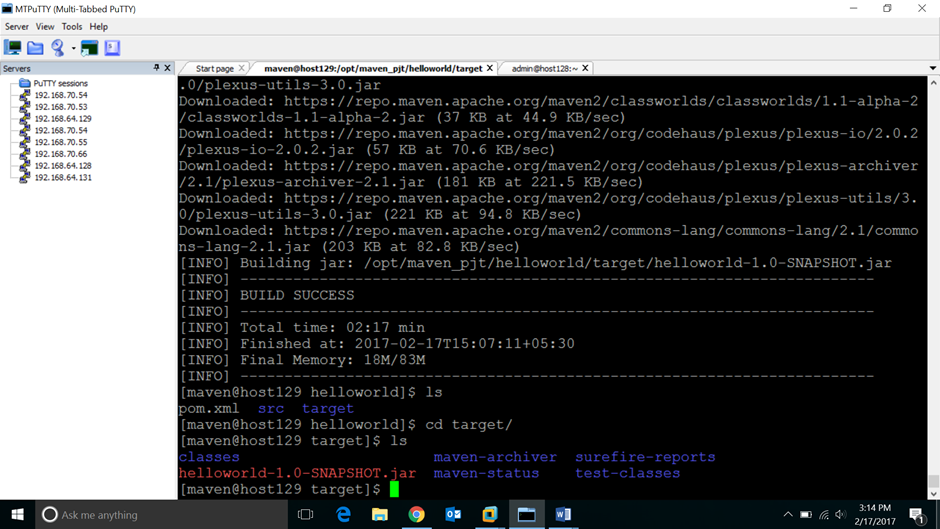 MTPuTTY (Multi-Tabbed PuTTY)
Server View Tools Help
Servers
Start page
maven@host129:/opt/maven_pjt/helloworld/target
admin@host128:~
PuTTY sessions
192.168.70.54
192.168.70.53
192.168.64.129
192.168.70.54
192.168.70.55
192.168.70.66
192.168.64.128
192.168.64.131
.0/plexus-utils-3.0.jar
Downloaded: https://repo.maven.apache.org/maven2/classworlds/classworlds/1.1-alpha-2
/classworlds-1.1-alpha-2.jar (37 KB at 44.9 KB/sec)
Downloaded: https://repo.maven.apache.org/maven2/org/codehaus/plexus/plexus-io/2.0.2
/plexus-io-2.0.2.jar (57 KB at 70.6 KB/sec)
Downloaded: https://repo.maven.apache.org/maven2/org/codehaus/plexus/plexus-archiver
/2.1/plexus-archiver-2.1.jar (181 KB at 221.5 KB/sec)
Downloaded: https://repo.maven.apache.org/maven2/org/codehaus/plexus/plexus-utils/3.
0/plexus-utils-3.0.jar (221 KB at 94.8 KB/sec)
Downloaded: https://repo.maven.apache.org/maven2/commons-lang/commons-lang/2.1/commo
ns-lang-2.1.jar (203 KB at 82.8 KB/sec)
[INFO] Building jar: /opt/maven_pjt/helloworld/target/helloworld-1.0-SNAPSHOT.jar
[INFO] ------------------------------------------------------------------------
[INFO] BUILD SUCCESS
[INFO] ------------------------------------------------------------------------
[INFO] Total time: 02:17 min
[INFO] Finished at: 2017-02-17T15:07:11+05:30
[INFO] Final Memory: 18M/83M
[INFO] ------------------------------------------------------------------------
[maven@host129 helloworld]$ ls
pom.xml src target
[maven@host129 helloworld]$ cd target/
[maven@host129 target]$ ls
classes maven-archiver surefire-reports
helloworld-1.0-SNAPSHOT.jar maven-status test-classes
[maven@host129 target]$
Ask me anything
3:14 PM
2/17/2017
1